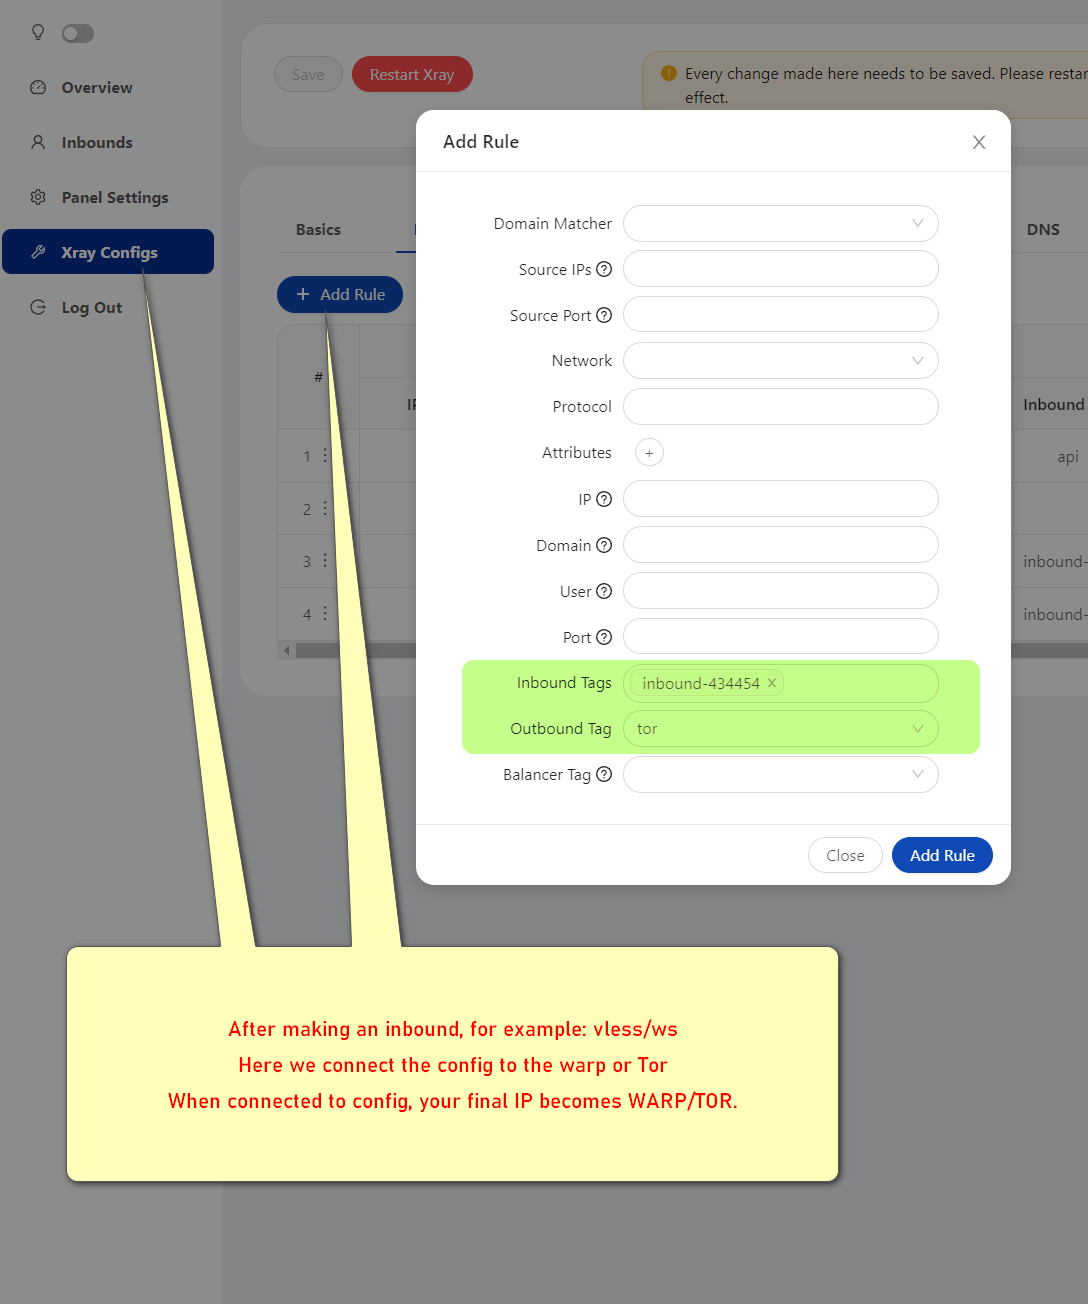 Overview
Inbounds
Panel Settings
Xray Configs
Log Out
Save
Restart Xray
Every change made here needs to be saved. Please restar
effect.
Basics
DNS
+ Add Rule
#
Inbound
1
api
2
3
inbound-
4
inbound-
Add Rule
Domain Matcher
Source IPs ?
Source Port ?
Network
Protocol
Attributes +
IP ?
Domain ?
User ?
Port ?
Inbound Tags inbound-434454 ×
Outbound Tag tor
Balancer Tag ?
Close
Add Rule
After making an inbound, for example: vless/ws
Here we connect the config to the warp or Tor
When connected to config, your final IP becomes WARP/TOR.